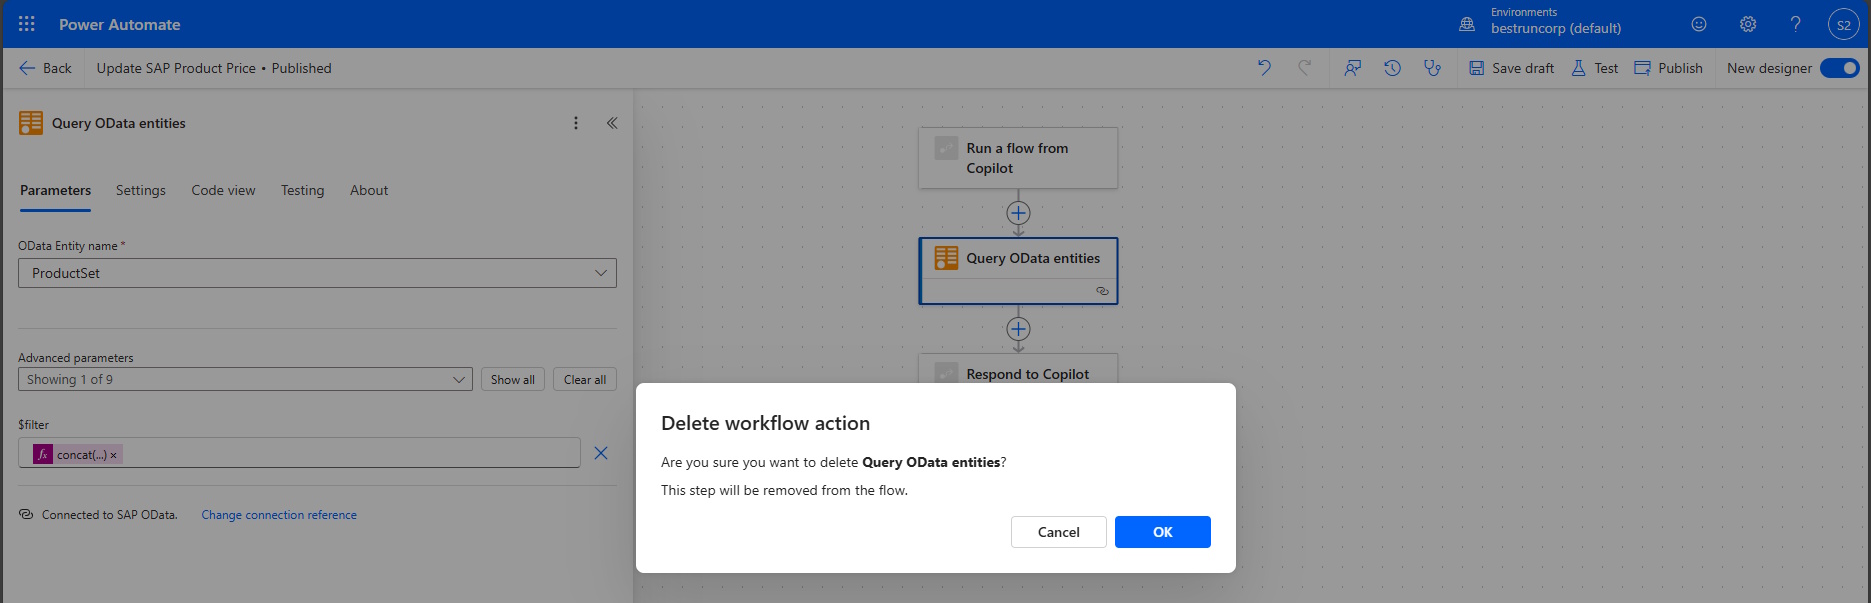 Power Automate
Environments
bestruncorp (default)
?
S2
Back
Update SAP Product Price • Published
Save draft
Test
Publish
New designer
Query OData entities
Parameters
Settings
Code view
Testing
About
OData Entity name *
ProductSet
Advanced parameters
Showing 1 of 9
Show all
Clear all
$filter
fx concat(...) ×
Connected to SAP OData.
Change connection reference
Run a flow from
Copilot
Query OData entities
Respond to Copilot
Delete workflow action
Are you sure you want to delete Query OData entities?
This step will be removed from the flow.
Cancel
OK